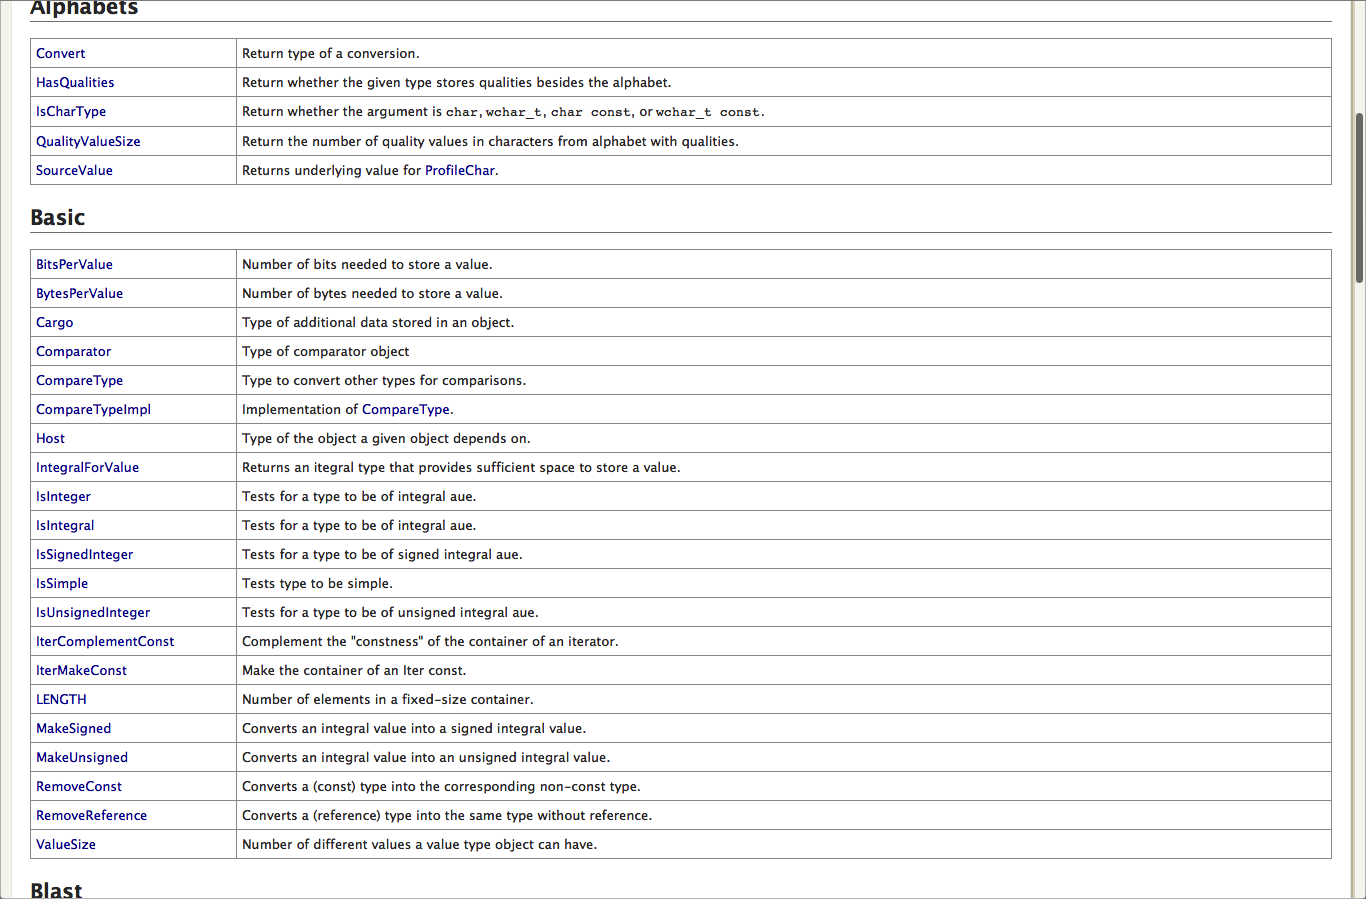 Alphabets
Convert Return type of a conversion.
HasQualities Return whether the given type stores qualities besides the alphabet.
IsCharType Return whether the argument is char, wchar_t, char const, or wchar_t const.
QualityValueSize Return the number of quality values in characters from alphabet with qualities.
SourceValue Returns underlying value for ProfileChar.
Basic
BitsPerValue Number of bits needed to store a value.
BytesPerValue Number of bytes needed to store a value.
Cargo Type of additional data stored in an object.
Comparator Type of comparator object
CompareType Type to convert other types for comparisons.
CompareTypeImpl Implementation of CompareType.
Host Type of the object a given object depends on.
IntegralForValue Returns an itegral type that provides sufficient space to store a value.
IsInteger Tests for a type to be of integral aue.
IsIntegral Tests for a type to be of integral aue.
IsSignedInteger Tests for a type to be of signed integral aue.
IsSimple Tests type to be simple.
IsUnsignedInteger Tests for a type to be of unsigned integral aue.
IterComplementConst Complement the "constness" of the container of an iterator.
IterMakeConst Make the container of an Iter const.
LENGTH Number of elements in a fixed-size container.
MakeSigned Converts an integral value into a signed integral value.
MakeUnsigned Converts an integral value into an unsigned integral value.
RemoveConst Converts a (const) type into the corresponding non-const type.
RemoveReference Converts a (reference) type into the same type without reference.
ValueSize Number of different values a value type object can have.
Blast